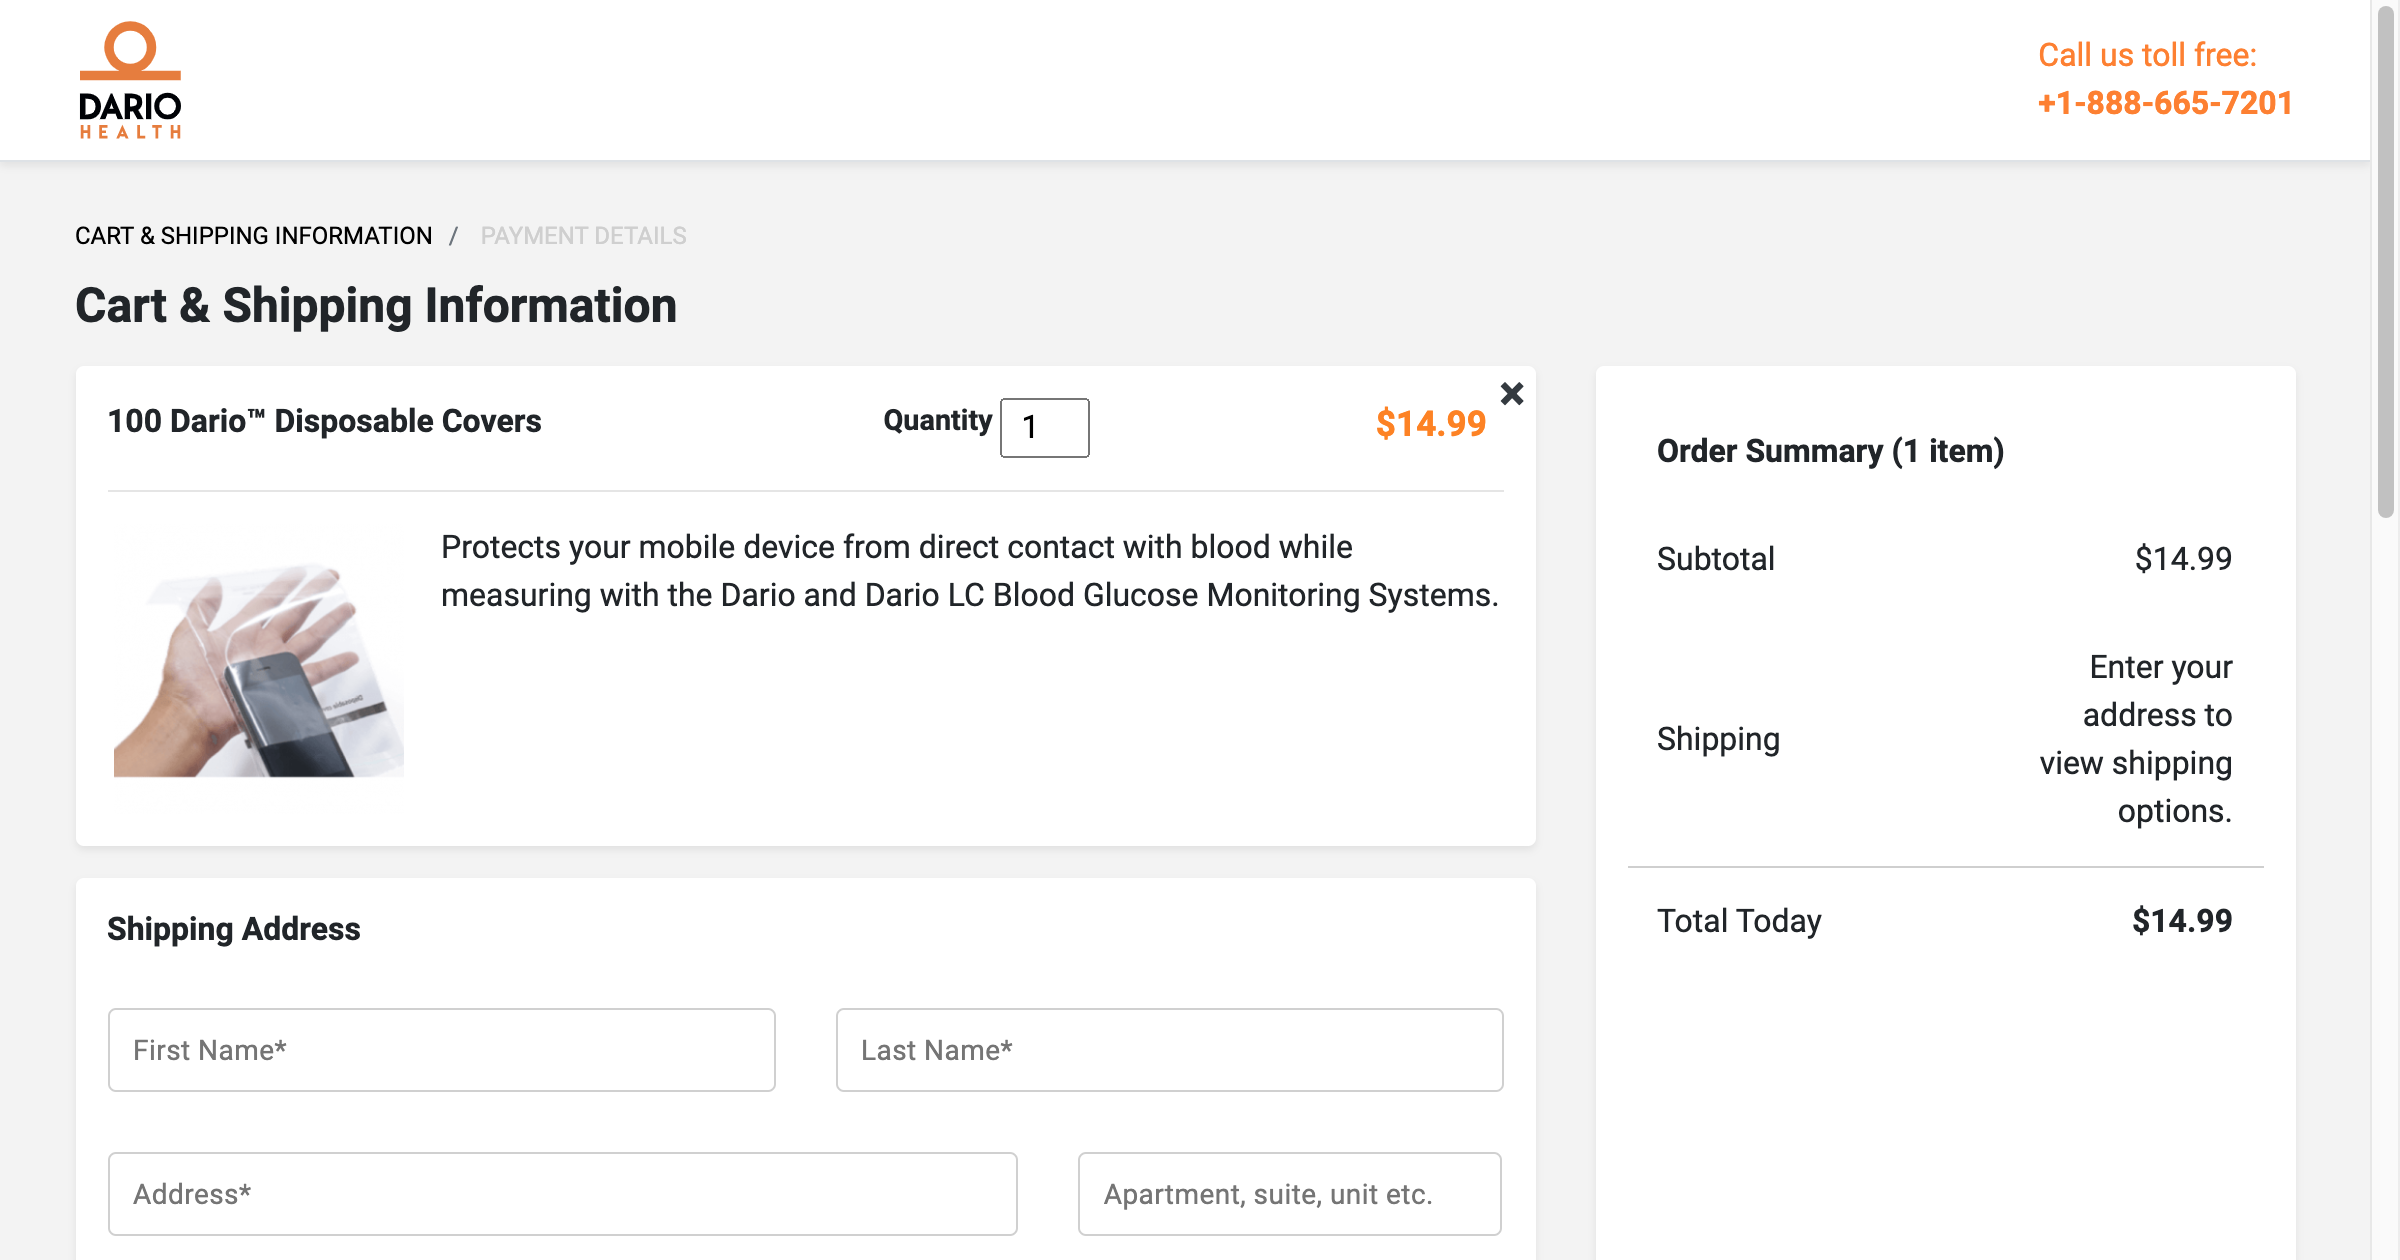 DARIO
HEALTH
Call us toll free:
+1-888-665-7201
CART & SHIPPING INFORMATION / PAYMENT DETAILS
Cart & Shipping Information
100 Dario™ Disposable Covers
Quantity 1
$14.99
Protects your mobile device from direct contact with blood while
measuring with the Dario and Dario LC Blood Glucose Monitoring Systems.
Order Summary (1 item)
Subtotal $14.99
Shipping
Enter your
address to
view shipping
options.
Total Today $14.99
Shipping Address
First Name*
Last Name*
Address*
Apartment, suite, unit etc.